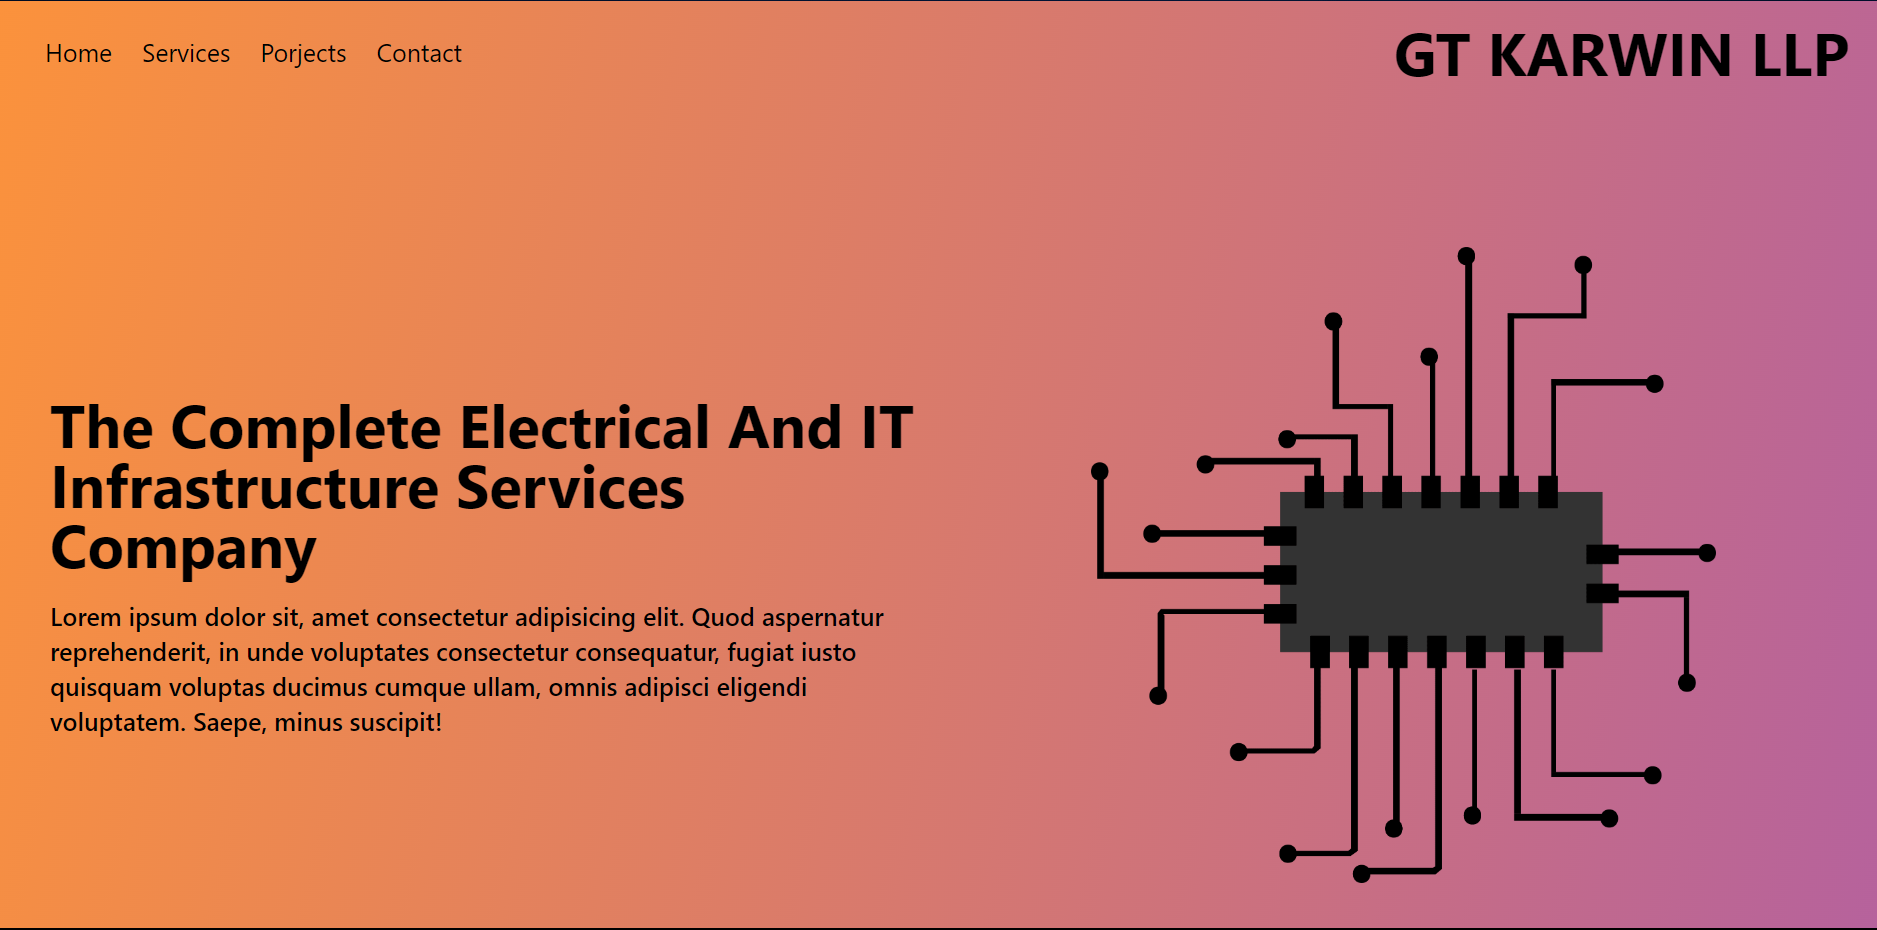 Home Services Porjects Contact
GT KARWIN LLP
The Complete Electrical And IT
Infrastructure Services
Company
Lorem ipsum dolor sit, amet consectetur adipisicing elit. Quod aspernatur
reprehenderit, in unde voluptates consectetur consequatur, fugiat iusto
quisquam voluptas ducimus cumque ullam, omnis adipisci eligendi
voluptatem. Saepe, minus suscipit!